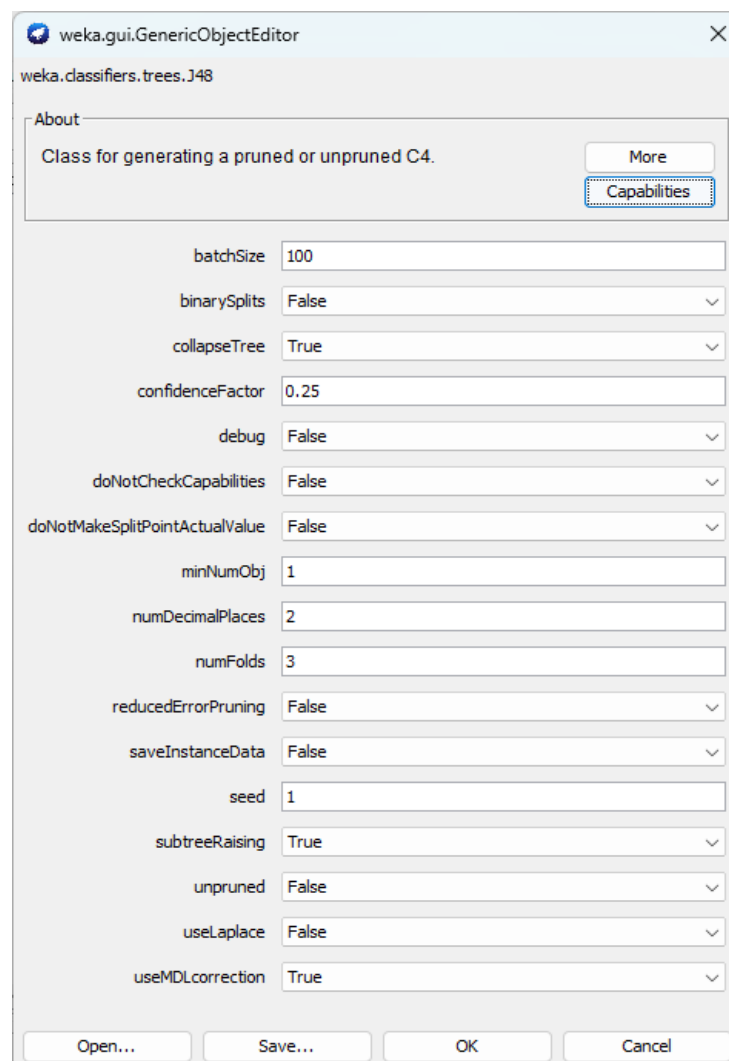 weka.gui.GenericObjectEditor
weka.classifiers.trees.J48
About
Class for generating a pruned or unpruned C4.
More
Capabilities
batchSize 100
binarySplits False
collapseTree True
confidenceFactor 0.25
debug False
doNotCheckCapabilities False
doNotMakeSplitPointActualValue False
minNumObj 1
numDecimalPlaces 2
numFolds 3
reducedErrorPruning False
saveInstanceData False
seed 1
subtreeRaising True
unpruned False
useLaplace False
useMDLcorrection True
Open... Save... OK Cancel